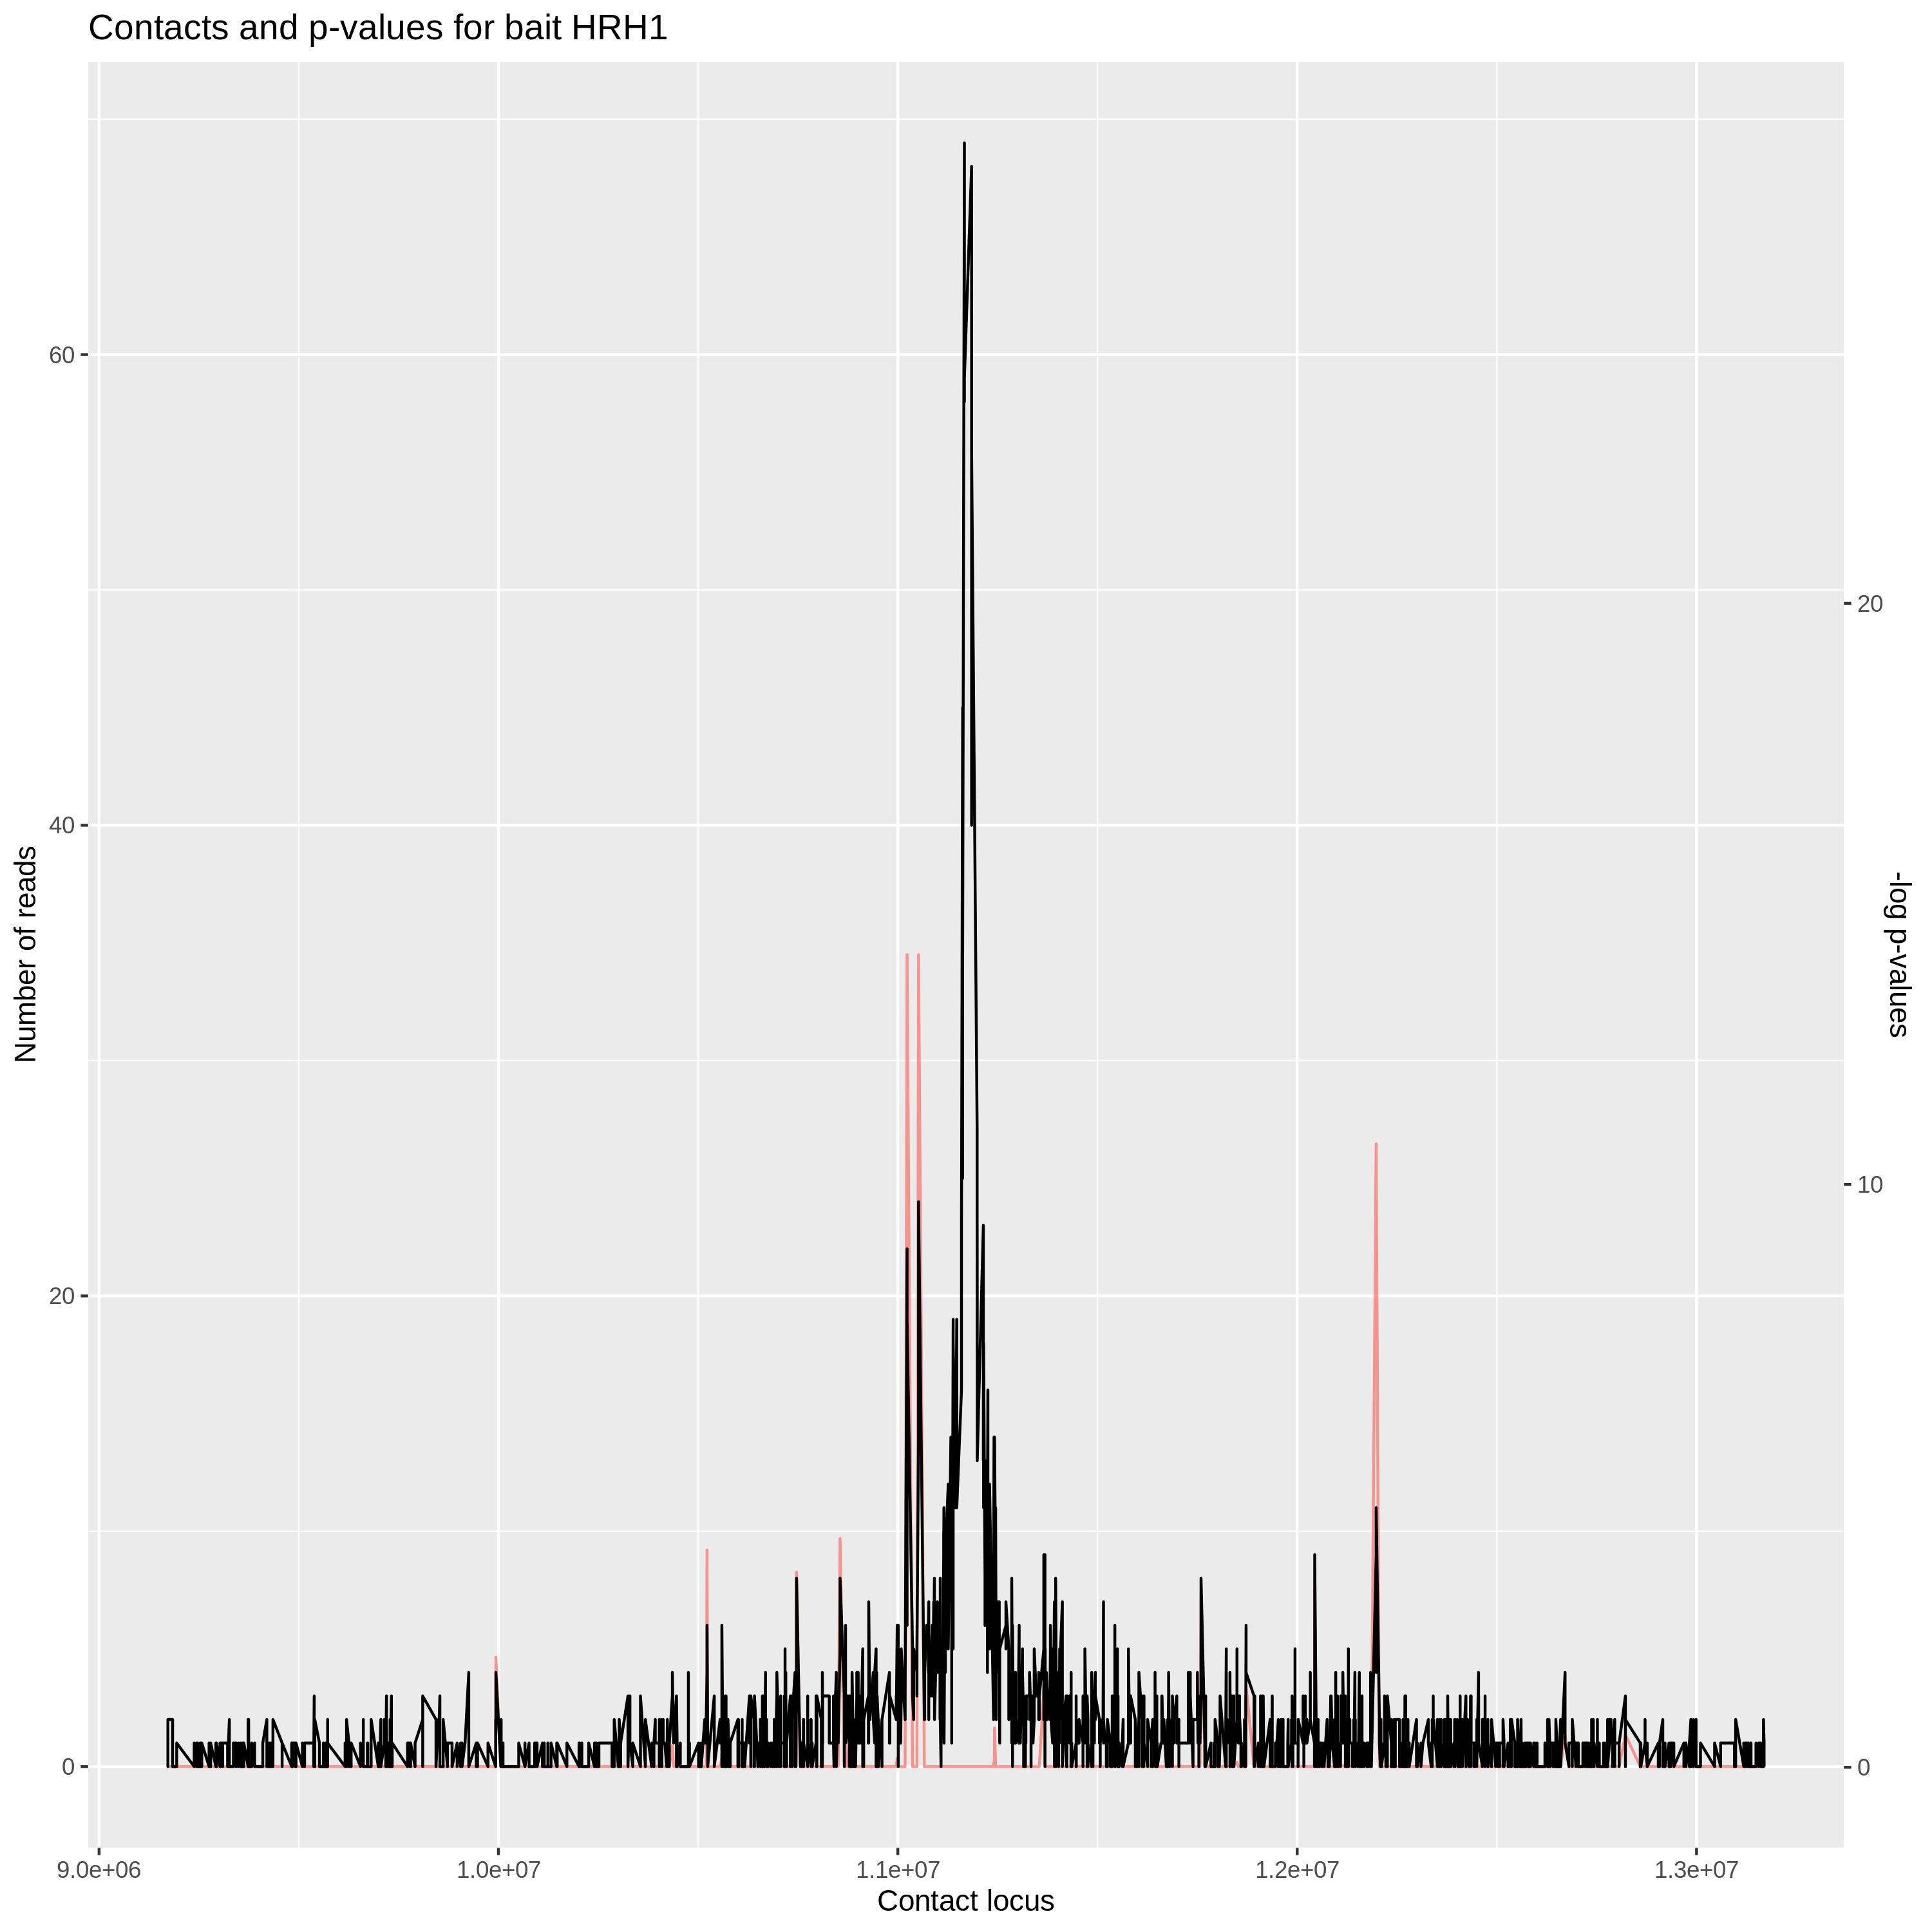 Contacts and p-values for bait HRH1
60
40
20
0
Number of reads
20
10
0
-log p-values
9.0e+06
1.0e+07
1.1e+07
1.2e+07
1.3e+07
Contact locus